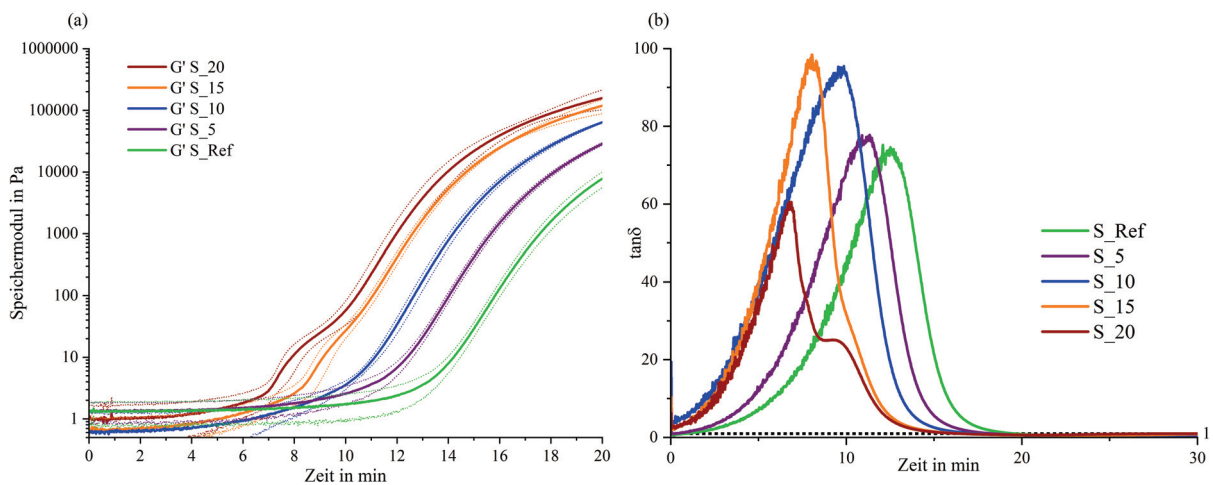 (a)
1000000
100000
10000
1000
100
10
1
Speichermodul in Pa
G' S_20
G' S_15
G' S_10
G' S_5
G' S_Ref
0 2 4 6 8 10 12 14 16 18 20
Zeit in min
(b)
100
80
60
40
20
0
tanδ
S_Ref
S_5
S_10
S_15
S_20
1
0 10 20 30
Zeit in min